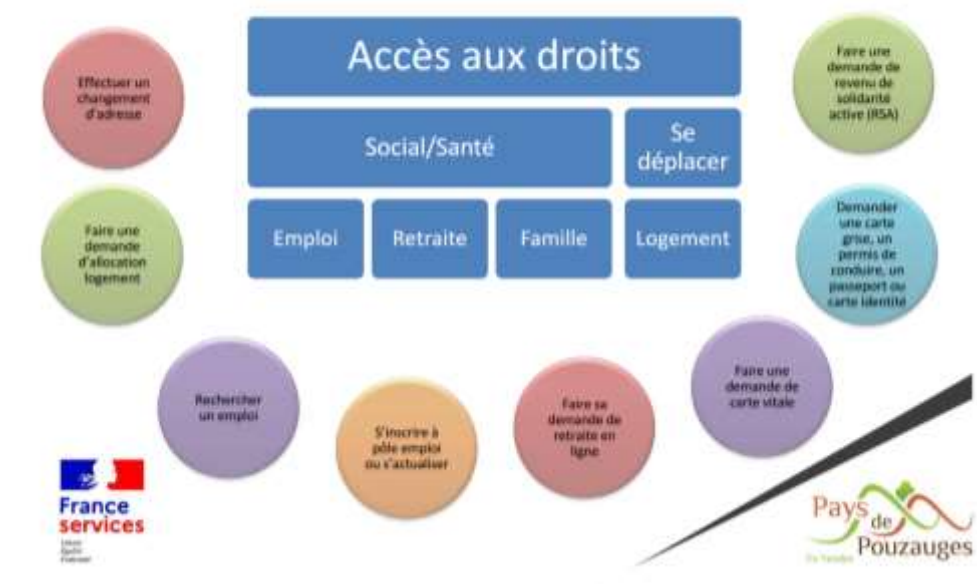 Accès aux droits
Social/Santé
Se
déplacer
Emploi
Retraite
Famille
Logement
Effectuer un
changement
d'adresse
Faire une
demande
d'allocation
logement
Rechercher
un emploi
S'inscrire à
pôle emploi
ou s'actualiser
Faire sa
demande de
retraite en
ligne
Faire une
demande de
carte vitale
Demander
une carte
grise, un
permis de
conduire, un
passeport ou
carte identité
Faire une
demande de
revenu de
solidarité
active (RSA)
France
services
Liberté
Égalité
Fraternité
Pays
de
Pouzauges